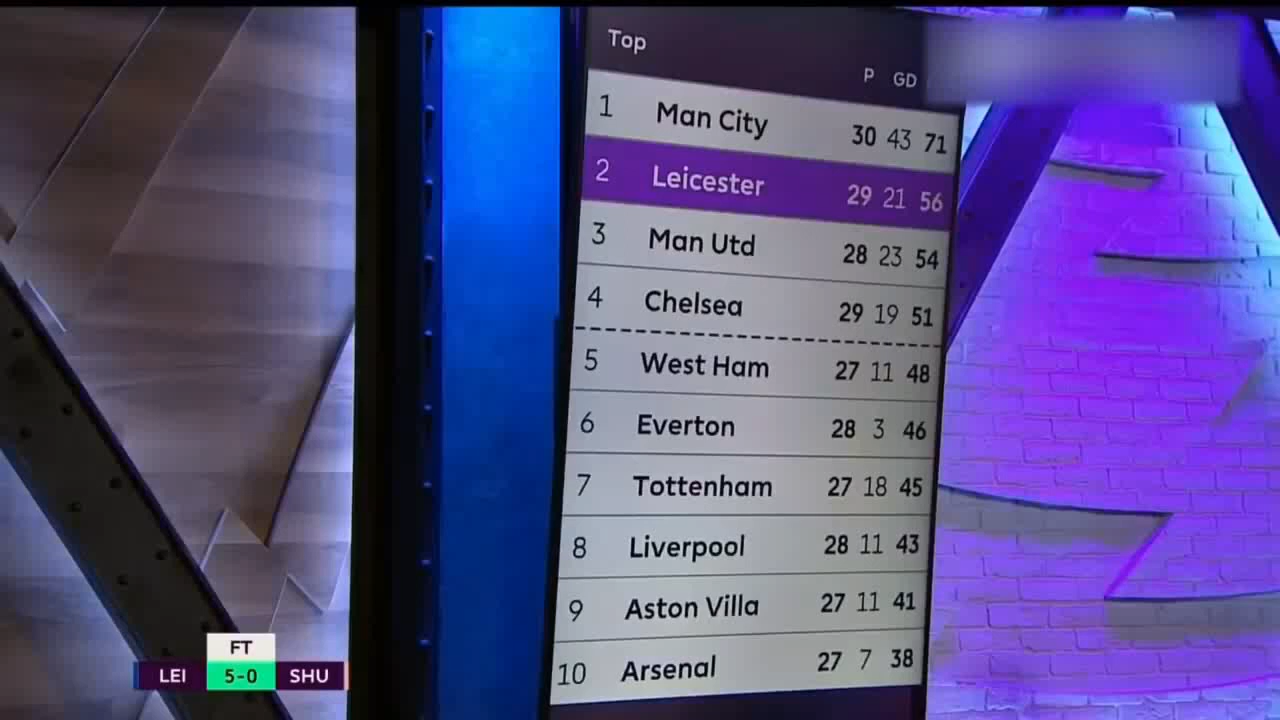 Top
P GD
1 Man City 30 43 71
2 Leicester 29 21 56
3 Man Utd 28 23 54
4 Chelsea 29 19 51
5 West Ham 27 11 48
6 Everton 28 3 46
7 Tottenham 27 18 45
8 Liverpool 28 11 43
9 Aston Villa 27 11 41
10 Arsenal 27 7 38
FT
LEI 5-0 SHU